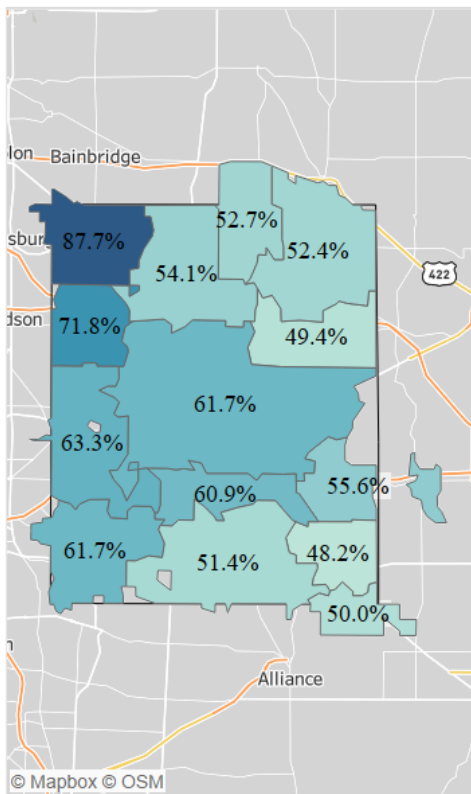 lon
Bainbridge
sburg
87.7%
52.7%
52.4%
54.1%
422
dson
71.8%
49.4%
61.7%
63.3%
55.6%
60.9%
61.7%
51.4%
48.2%
50.0%
n
Alliance
© Mapbox © OSM